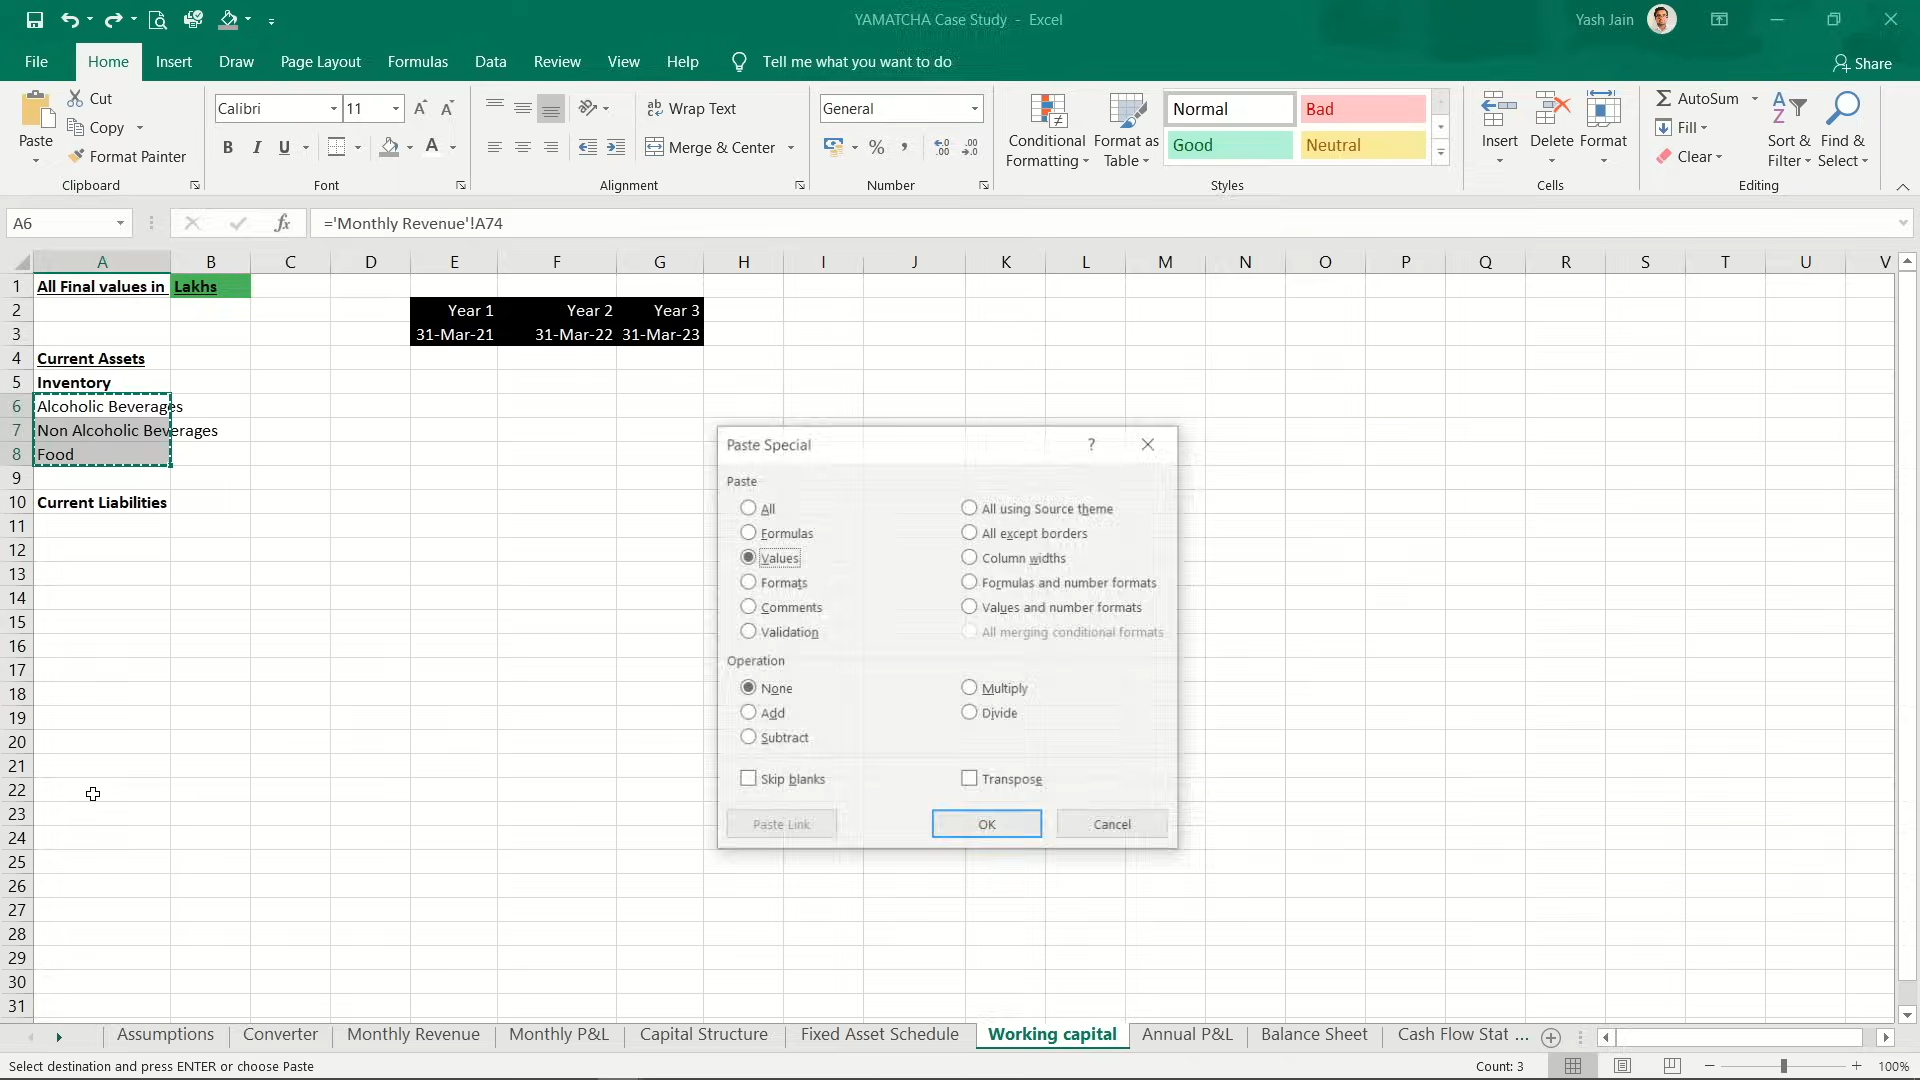 YAMATCHA Case Study - Excel
Yash Jain
File Home Insert Draw Page Layout Formulas Data Review View Help Tell me what you want to do Share
Paste
Cut
Copy
Format Painter
Clipboard
Calibri 11
B I U
Font
Wrap Text
Merge & Center
Alignment
General
Number
Conditional Formatting
Format as Table
Normal Bad
Good Neutral
Styles
Insert Delete Format
Cells
AutoSum
Fill
Clear
Sort & Filter
Find & Select
Editing
A6 fx ='Monthly Revenue'!A74
A B C D E F G H I J K L M N O P Q R S T U V
1 All Final values in Lakhs
2 Year 1 Year 2 Year 3
3 31-Mar-21 31-Mar-22 31-Mar-23
4 Current Assets
5 Inventory
6 Alcoholic Beverages
7 Non Alcoholic Beverages
8 Food
9
10 Current Liabilities
11
12
13
14
15
16
17
18
19
20
21
22
23
24
25
26
27
28
29
30
31
Paste Special ?
Paste
All All using Source theme
Formulas All except borders
Values Column widths
Formats Formulas and number formats
Comments Values and number formats
Validation All merging conditional formats
Operation
None Multiply
Add Divide
Subtract
Skip blanks Transpose
Paste Link OK Cancel
Assumptions Converter Monthly Revenue Monthly P&L Capital Structure Fixed Asset Schedule Working capital Annual P&L Balance Sheet Cash Flow Stat ...
Select destination and press ENTER or choose Paste Count: 3 100%